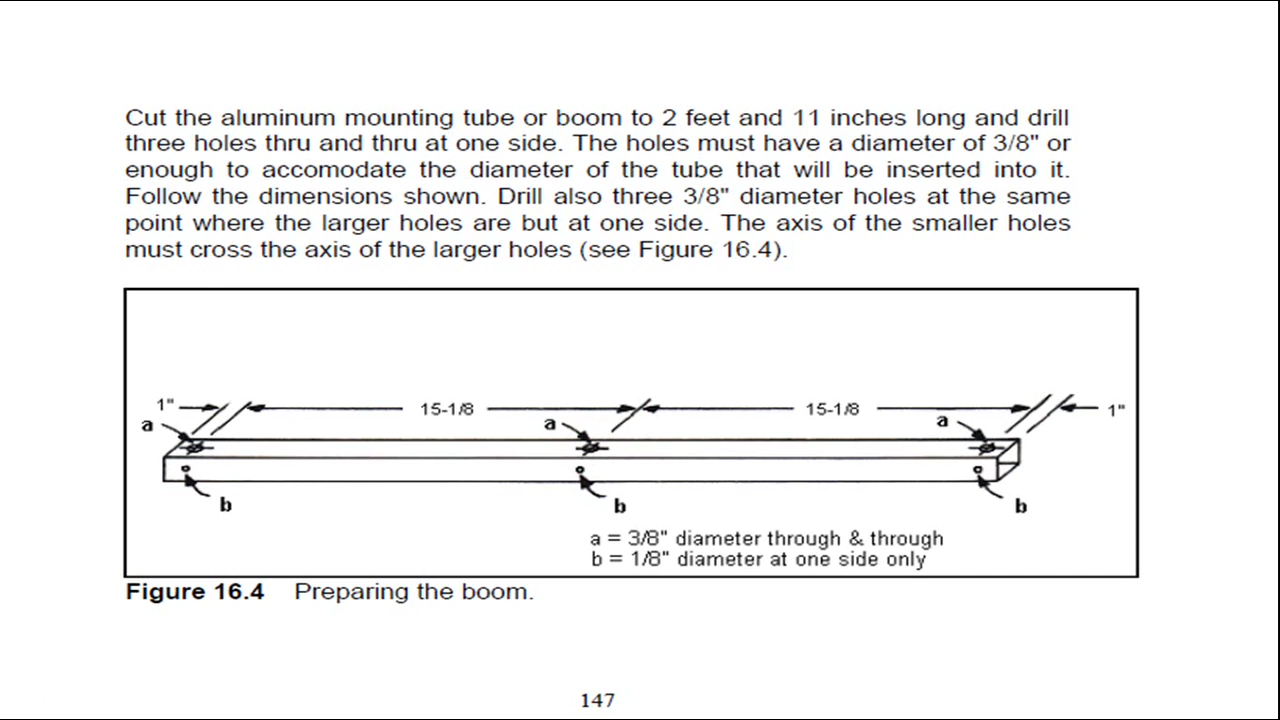 Cut the aluminum mounting tube or boom to 2 feet and 11 inches long and drill
three holes thru and thru at one side. The holes must have a diameter of 3/8" or
enough to accomodate the diameter of the tube that will be inserted into it.
Follow the dimensions shown. Drill also three 3/8" diameter holes at the same
point where the larger holes are but at one side. The axis of the smaller holes
must cross the axis of the larger holes (see Figure 16.4).
1" 15-1/8 15-1/8 1"
a a a
b b b
a = 3/8" diameter through & through
b = 1/8" diameter at one side only
Figure 16.4 Preparing the boom.
147